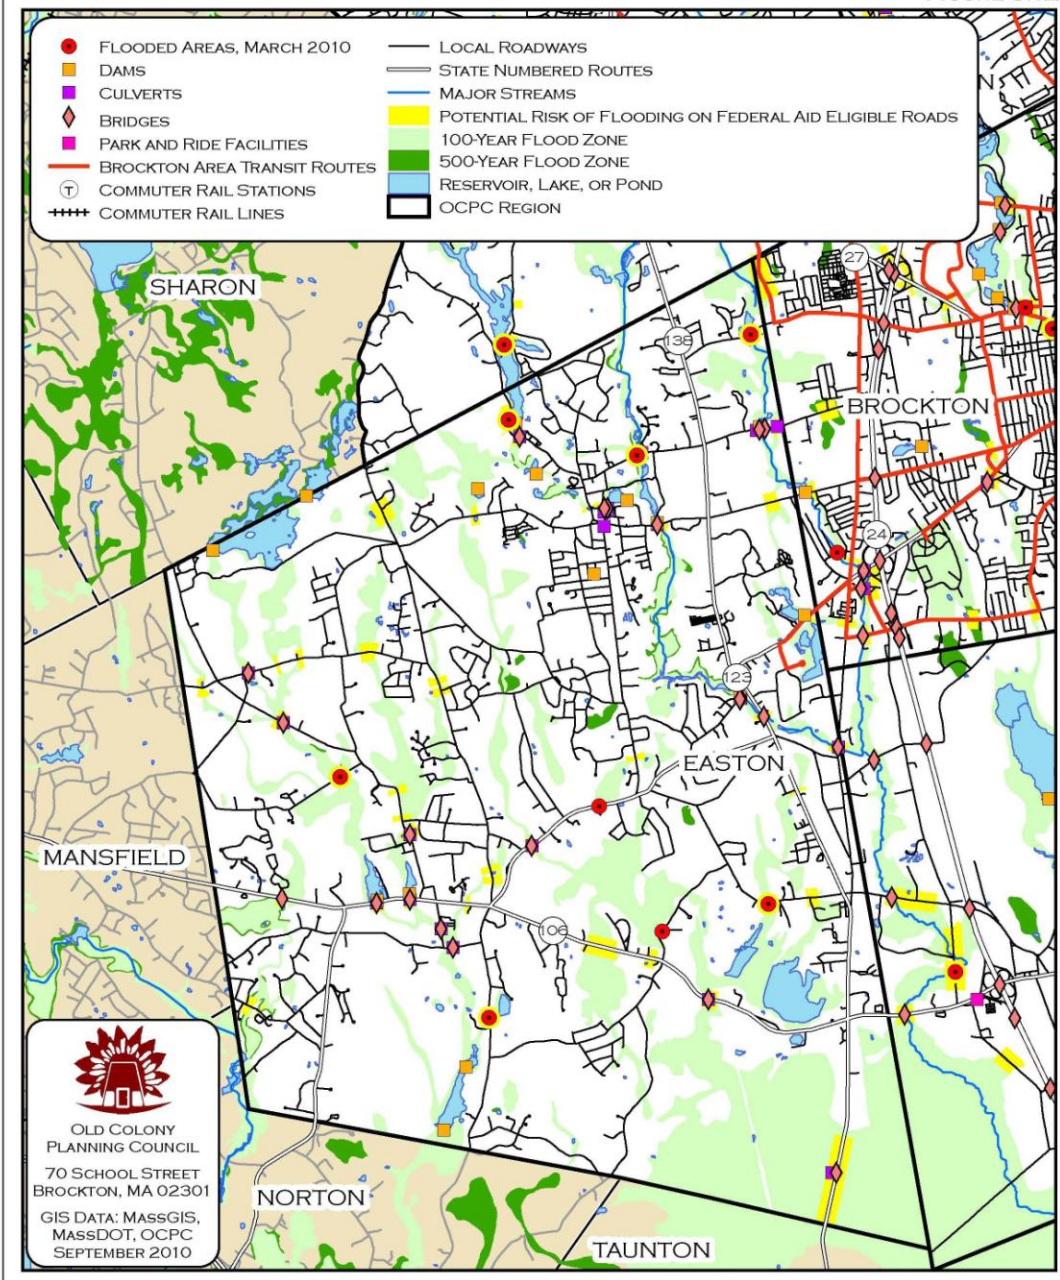 FLOODED AREAS, MARCH 2010
DAMS
CULVERTS
BRIDGES
PARK AND RIDE FACILITIES
BROCKTON AREA TRANSIT ROUTES
T COMMUTER RAIL STATIONS
COMMUTER RAIL LINES
LOCAL ROADWAYS
STATE NUMBERED ROUTES
MAJOR STREAMS
POTENTIAL RISK OF FLOODING ON FEDERAL AID ELIGIBLE ROADS
100-YEAR FLOOD ZONE
500-YEAR FLOOD ZONE
RESERVOIR, LAKE, OR POND
OCPC REGION
SHARON
27
138
BROCKTON
24
123
EASTON
MANSFIELD
106
OLD COLONY
PLANNING COUNCIL
70 SCHOOL STREET
BROCKTON, MA 02301
GIS DATA: MASSGIS,
MASSDOT, OCPC
SEPTEMBER 2010
NORTON
TAUNTON